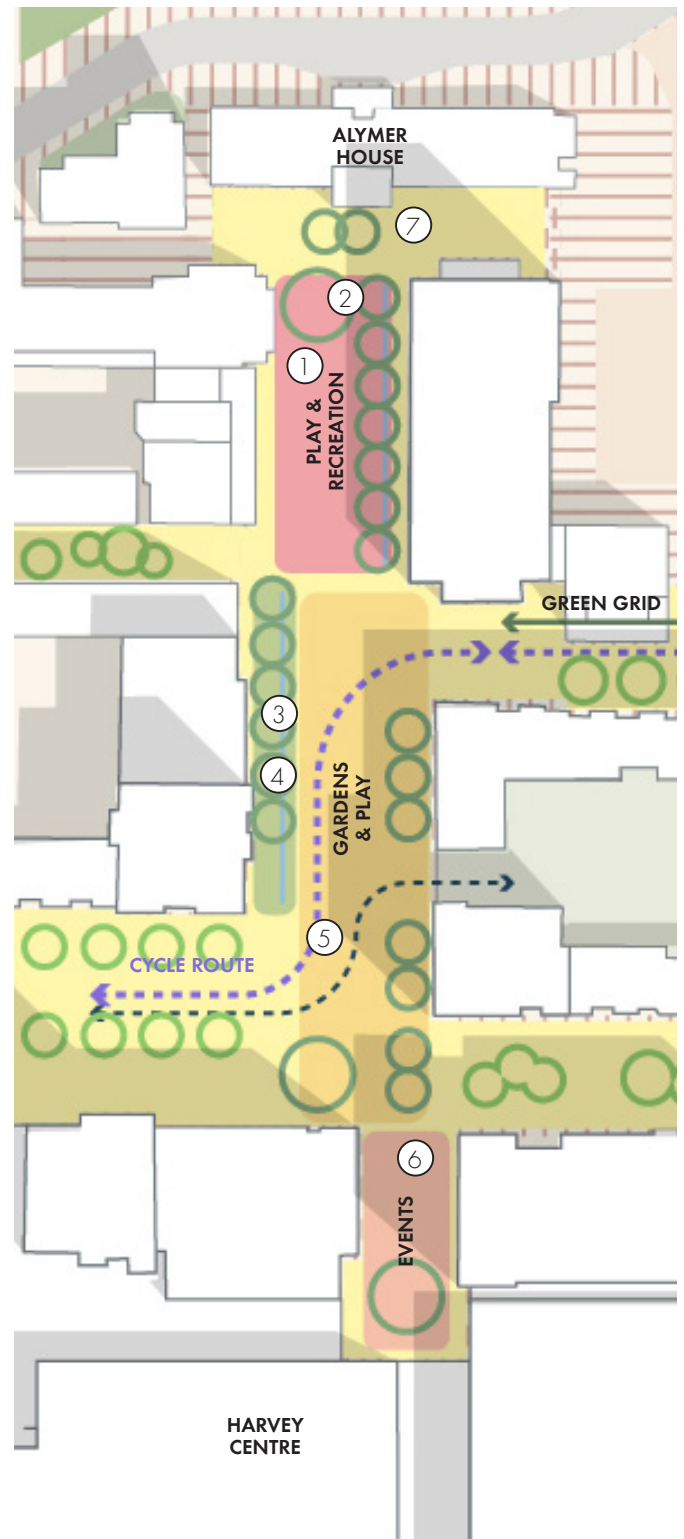 ALYMER
HOUSE
7
2
1
PLAY &
RECREATION
GREEN GRID
3
4
GARDENS
& PLAY
5
CYCLE ROUTE
6
EVENTS
HARVEY
CENTRE